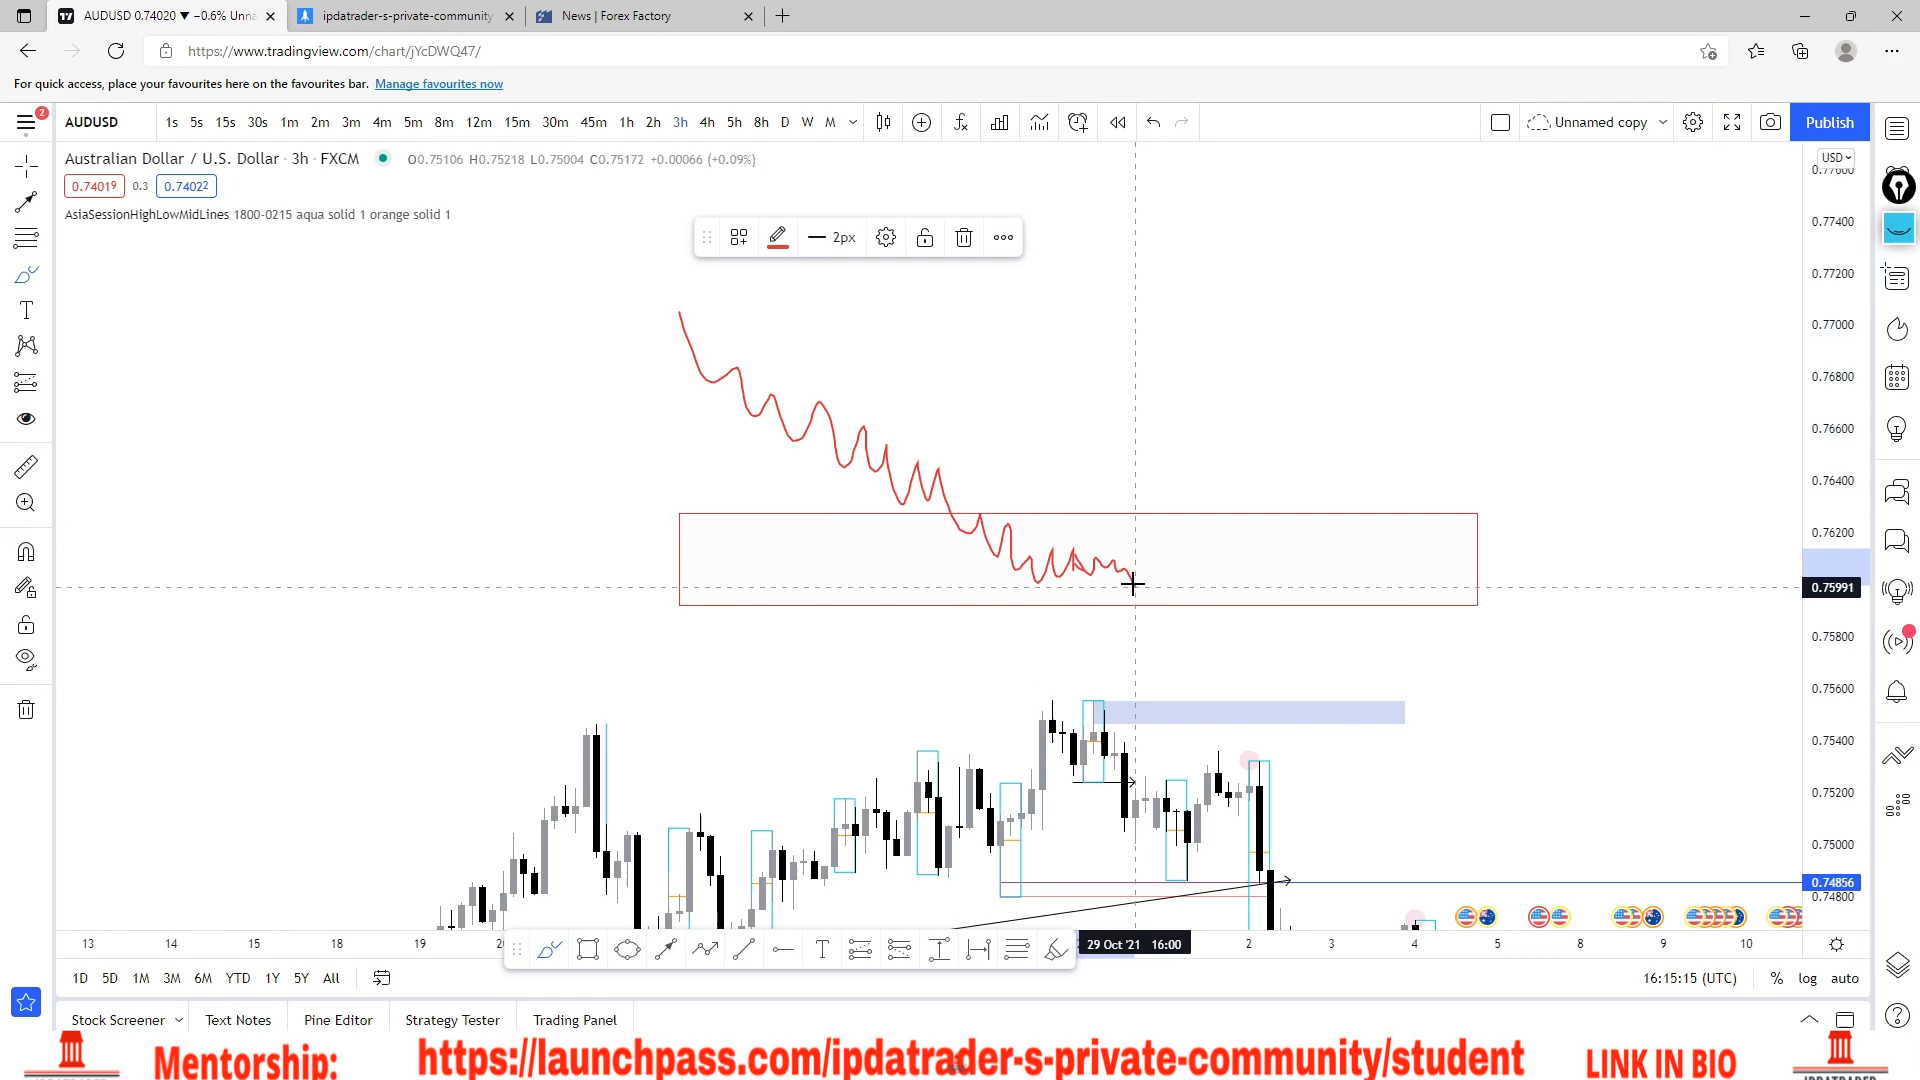 AUDUSD 0.74020 ▼ −0.6% Unna
ipdatrader-s-private-community
News | Forex Factory
https://www.tradingview.com/chart/jYcDWQ47/
For quick access, place your favourites here on the favourites bar. Manage favourites now
2
AUDUSD
1s 5s 15s 30s 1m 2m 3m 4m 5m 8m 12m 15m 30m 45m 1h 2h 3h 4h 5h 8h D W M
Unnamed copy
Publish
Australian Dollar / U.S. Dollar · 3h · FXCM
O0.75106 H0.75218 L0.75004 C0.75172 +0.00066 (+0.09%)
USD
0.77600
0.74019 0.3 0.74022
AsiaSessionHighLowMidLines 1800-0215 aqua solid 1 orange solid 1
2px
0.77400
0.77200
0.77000
0.76800
0.76600
0.76400
0.76200
0.75991
0.75800
0.75600
0.75400
0.75200
0.75000
0.74856
0.74800
13 14 15 17 18 19 29 Oct '21 16:00 2 3 4 5 8 9 10
1D 5D 1M 3M 6M YTD 1Y 5Y All
16:15:15 (UTC) % log auto
Stock Screener Text Notes Pine Editor Strategy Tester Trading Panel
Mentorship: https://launchpass.com/ipdatrader-s-private-community/student LINK IN BIO